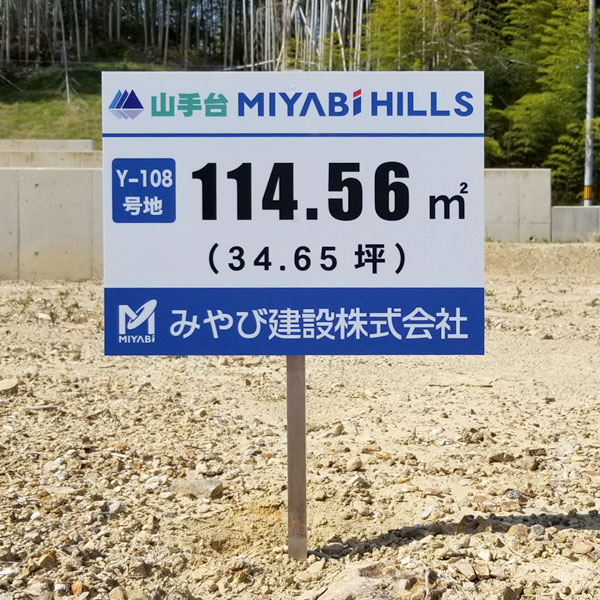 山手台 MIYABI HILLS
Y-108
号地
114.56 ㎡
(34.65 坪)
MIYABI
みやび建設株式会社